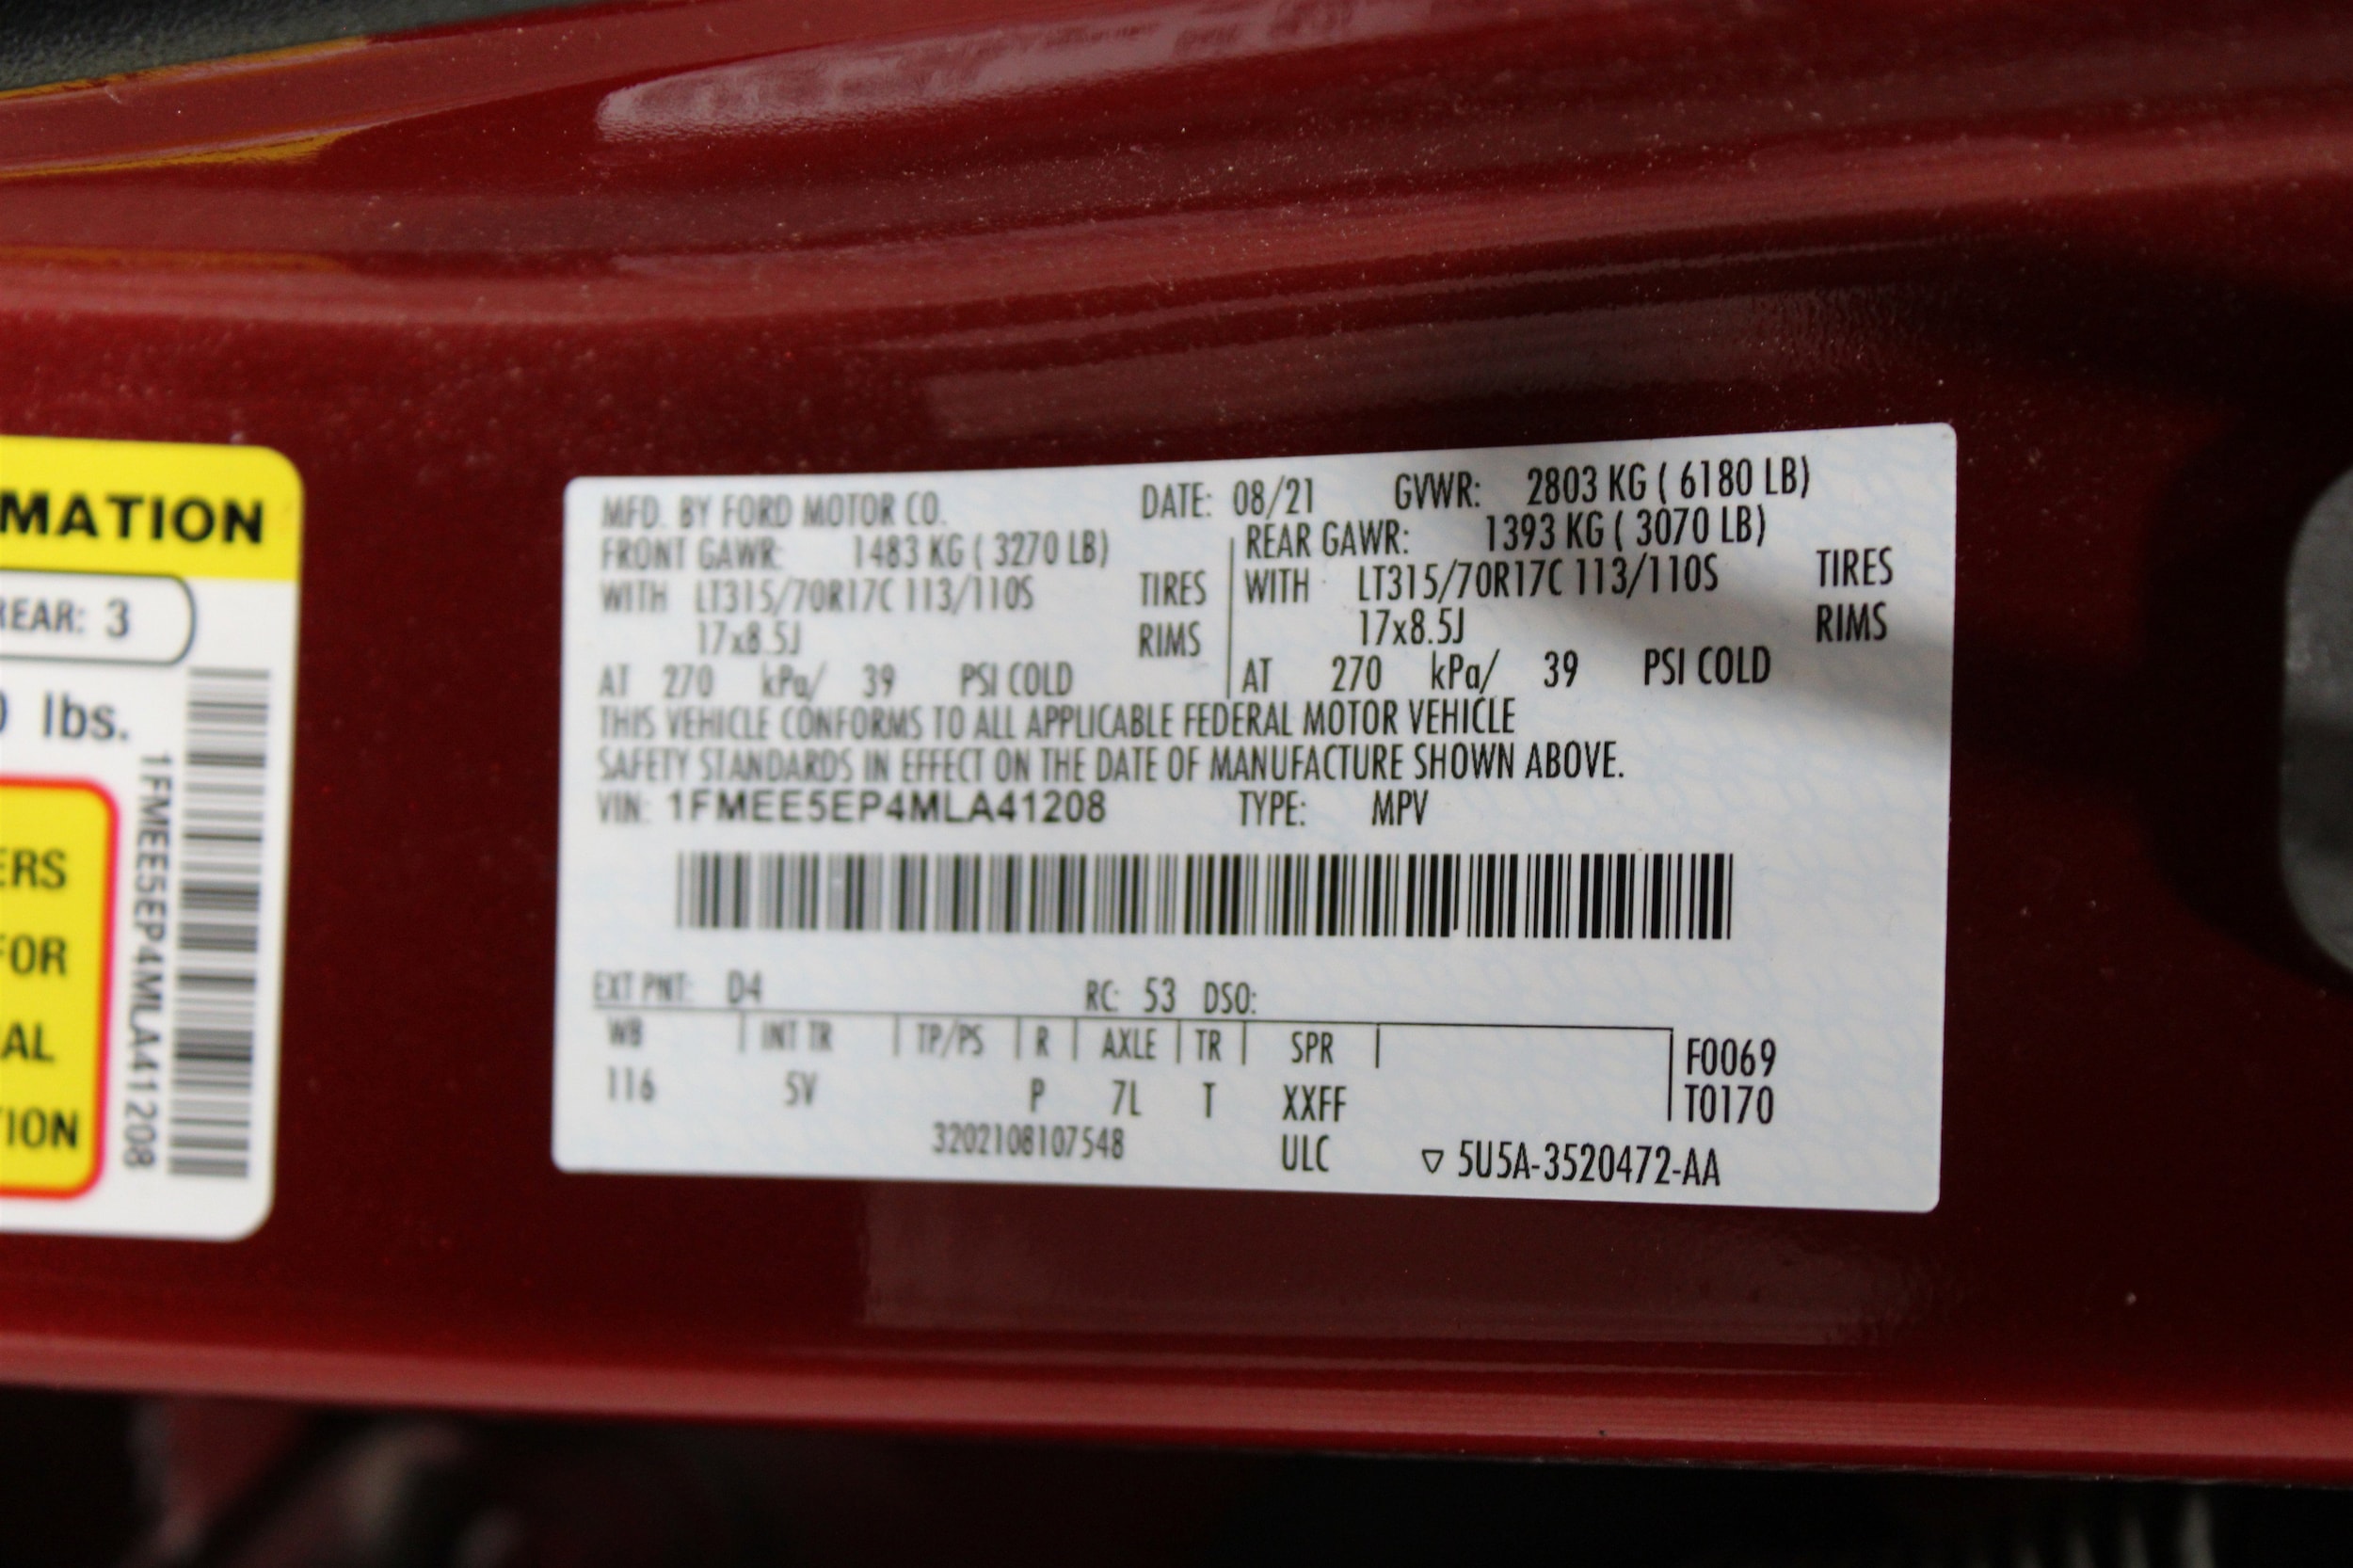 MATION
REAR: 3
0 lbs.
ERS
FOR
AL
TION
1FMEE5EP4MLA41208
MFD. BY FORD MOTOR CO. DATE: 08/21 GVWR: 2803 KG ( 6180 LB)
FRONT GAWR: 1483 KG ( 3270 LB) REAR GAWR: 1393 KG ( 3070 LB)
WITH LT315/70R17C 113/110S TIRES WITH LT315/70R17C 113/110S TIRES
17x8.5J RIMS 17x8.5J RIMS
AT 270 kPa/ 39 PSI COLD AT 270 kPa/ 39 PSI COLD
THIS VEHICLE CONFORMS TO ALL APPLICABLE FEDERAL MOTOR VEHICLE
SAFETY STANDARDS IN EFFECT ON THE DATE OF MANUFACTURE SHOWN ABOVE.
VIN: 1FMEE5EP4MLA41208 TYPE: MPV
EXT PNT: D4 RC: 53 DSO:
WB INT TR TP/PS R AXLE TR SPR F0069
116 5V P 7L T XXFF T0170
3202108107548 ULC ▽ 5U5A-3520472-AA